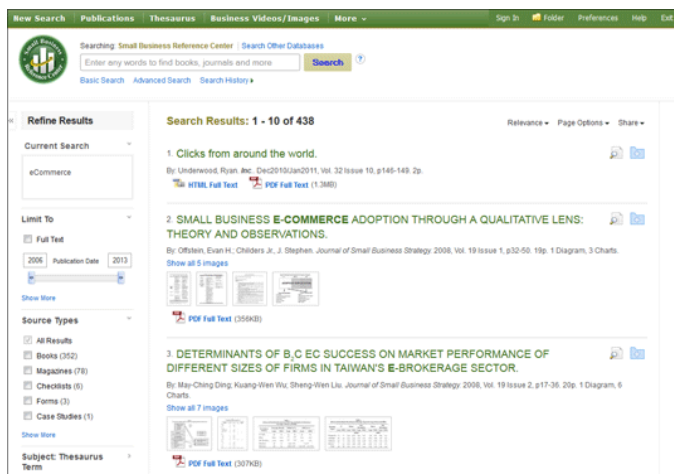 New Search Publications Thesaurus Business Videos/Images More
Sign In Folder Preferences Help Exit
Small Business Reference Center
Searching: Small Business Reference Center Search Other Databases
Enter any words to find books, journals and more Search ?
Basic Search Advanced Search Search History
Refine Results
Current Search
eCommerce
Limit To
Full Text
2006 Publication Date 2013
Show More
Source Types
All Results
Books (352)
Magazines (78)
Checklists (6)
Forms (3)
Case Studies (1)
Show More
Subject: Thesaurus
Term
Search Results: 1 - 10 of 438
Relevance Page Options Share
1. Clicks from around the world.
By: Underwood, Ryan. Inc. Dec2010/Jan2011, Vol. 32 Issue 10, p146-149. 2p.
HTML Full Text PDF Full Text (1.3MB)
2. SMALL BUSINESS E-COMMERCE ADOPTION THROUGH A QUALITATIVE LENS:
THEORY AND OBSERVATIONS.
By: Offstein, Evan H.; Childers Jr., J. Stephen. Journal of Small Business Strategy. 2008, Vol. 19 Issue 1, p32-50. 19p. 1 Diagram, 3 Charts.
Show all 5 images
PDF Full Text (356KB)
3. DETERMINANTS OF B2C EC SUCCESS ON MARKET PERFORMANCE OF
DIFFERENT SIZES OF FIRMS IN TAIWAN'S E-BROKERAGE SECTOR.
By: May-Ching Ding; Kuang-Wen Wu; Sheng-Wen Liu. Journal of Small Business Strategy. 2008, Vol. 19 Issue 2, p17-36. 20p. 1 Diagram, 6
Charts.
Show all 7 images
PDF Full Text (307KB)